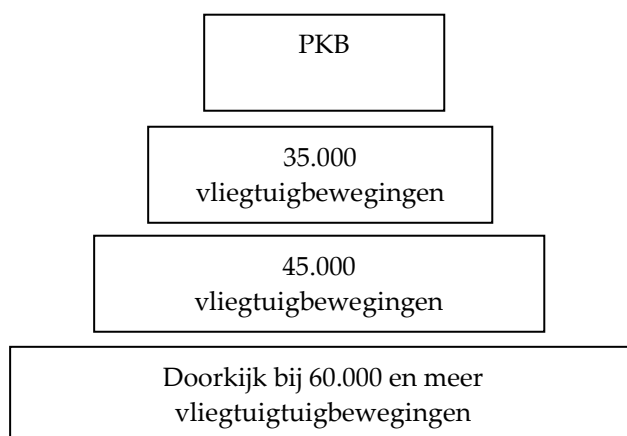 PKB
35.000
vliegtuigbewegingen
45.000
vliegtuigbewegingen
Doorkijk bij 60.000 en meer
vliegtuigtuigbewegingen